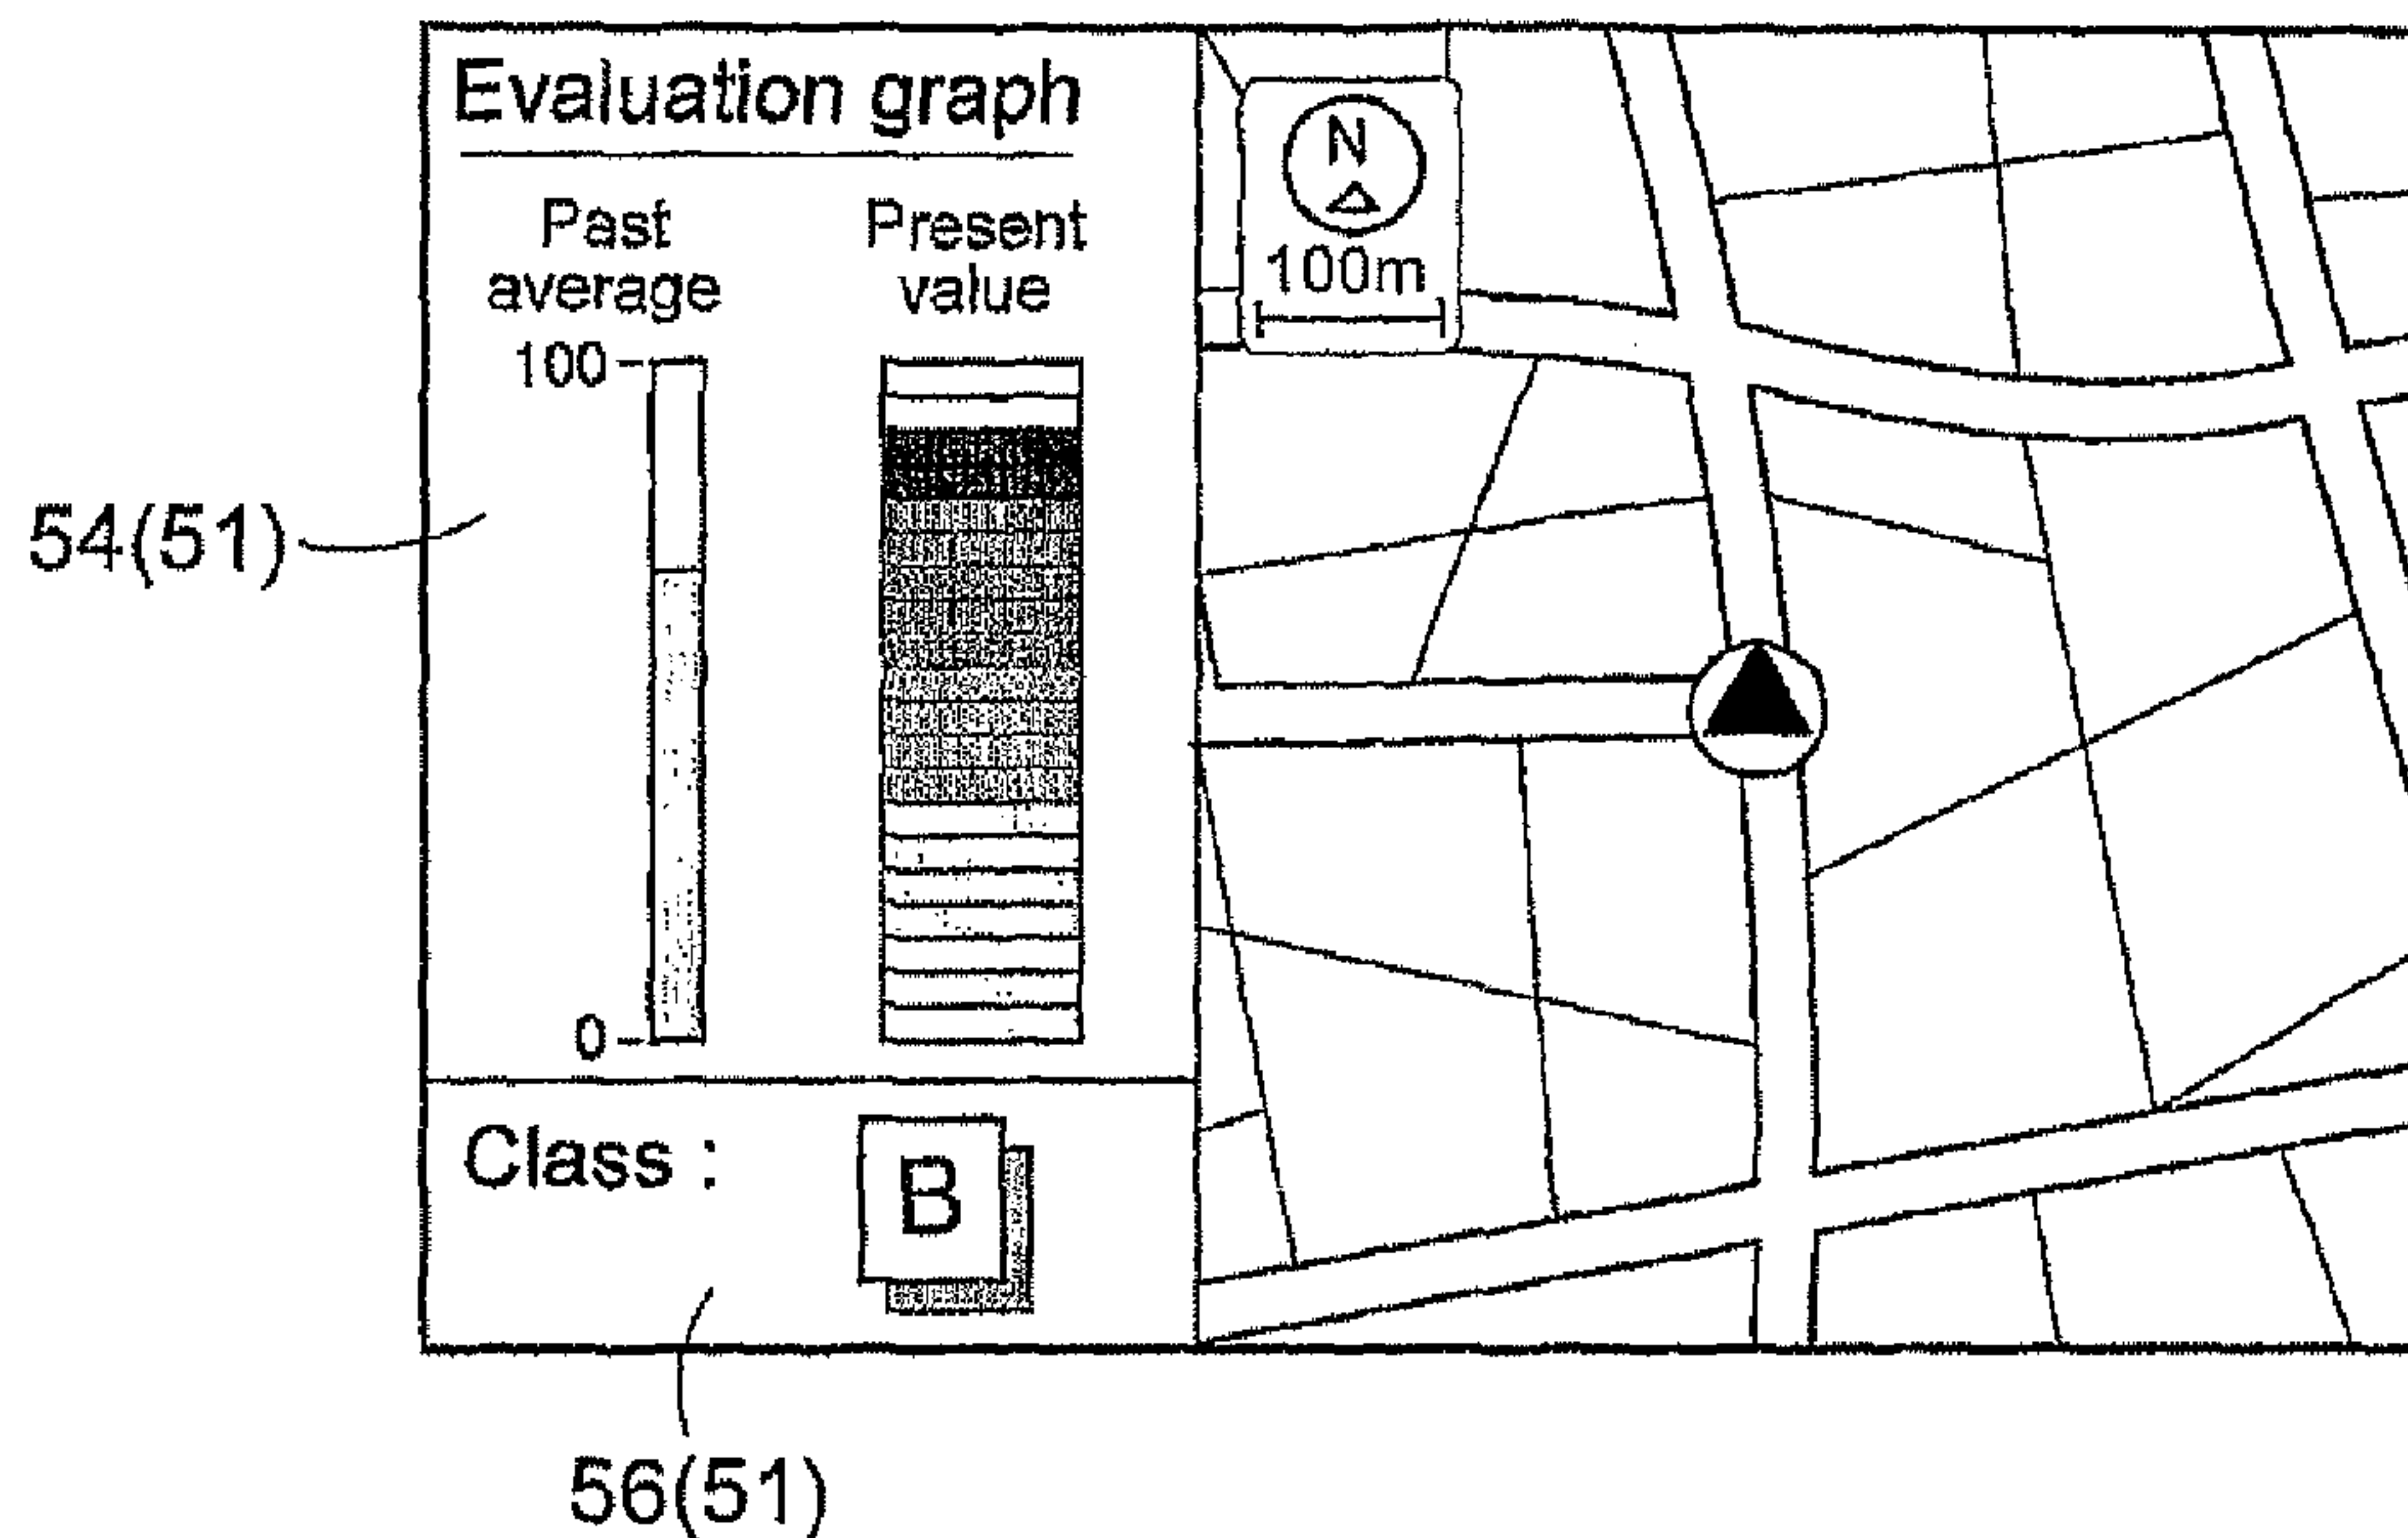 Evaluation graph
Past average
Present value
100
0
54(51)
Class : B
56(51)
N
100m